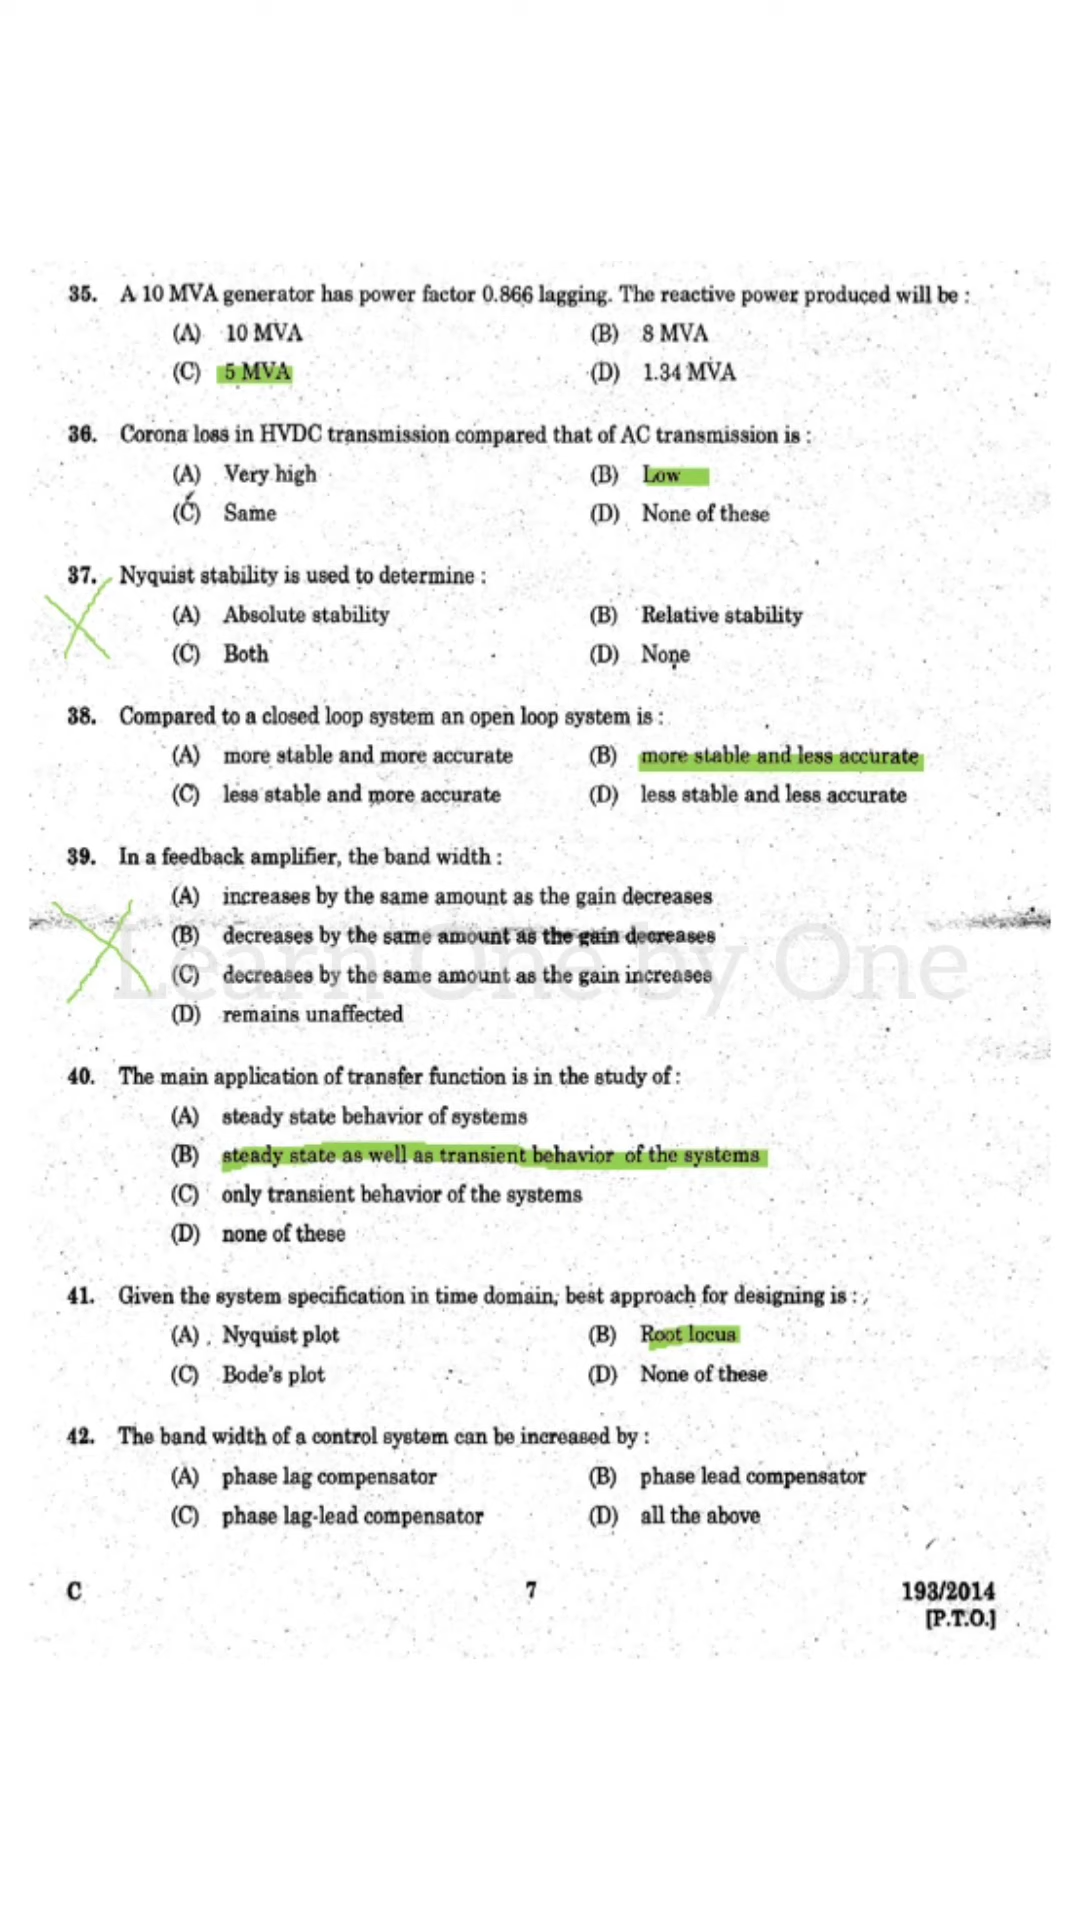 35. A 10 MVA generator has power factor 0.866 lagging. The reactive power produced will be :
(A) 10 MVA (B) 8 MVA
(C) 5 MVA (D) 1.34 MVA
36. Corona loss in HVDC transmission compared that of AC transmission is :
(A) Very high (B) Low
(C) Same (D) None of these
37. Nyquist stability is used to determine :
(A) Absolute stability (B) Relative stability
(C) Both (D) None
38. Compared to a closed loop system an open loop system is :
(A) more stable and more accurate (B) more stable and less accurate
(C) less stable and more accurate (D) less stable and less accurate
39. In a feedback amplifier, the band width :
(A) increases by the same amount as the gain decreases
(B) decreases by the same amount as the gain decreases
Learn One by One
(C) decreases by the same amount as the gain increases
(D) remains unaffected
40. The main application of transfer function is in the study of :
(A) steady state behavior of systems
(B) steady state as well as transient behavior of the systems
(C) only transient behavior of the systems
(D) none of these
41. Given the system specification in time domain, best approach for designing is :
(A) Nyquist plot (B) Root locus
(C) Bode's plot (D) None of these
42. The band width of a control system can be increased by :
(A) phase lag compensator (B) phase lead compensator
(C) phase lag-lead compensator (D) all the above
C 7 193/2014
[P.T.O.]